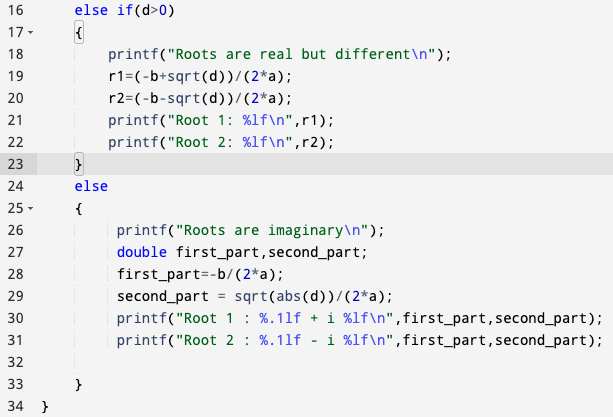 16 else if(d>0)
17 {
18 printf("Roots are real but different\n");
19 r1=(-b+sqrt(d))/(2*a);
20 r2=(-b-sqrt(d))/(2*a);
21 printf("Root 1: %lf\n",r1);
22 printf("Root 2: %lf\n",r2);
23 }
24 else
25 {
26 printf("Roots are imaginary\n");
27 double first_part,second_part;
28 first_part=-b/(2*a);
29 second_part = sqrt(abs(d))/(2*a);
30 printf("Root 1 : %.1lf + i %lf\n",first_part,second_part);
31 printf("Root 2 : %.1lf - i %lf\n",first_part,second_part);
32
33 }
34 }